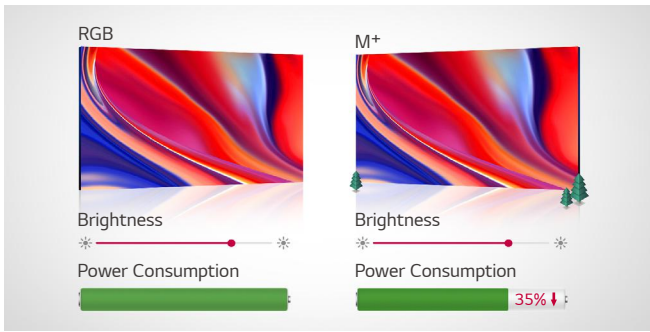 RGB
M+
Brightness
Brightness
Power Consumption
Power Consumption
35%